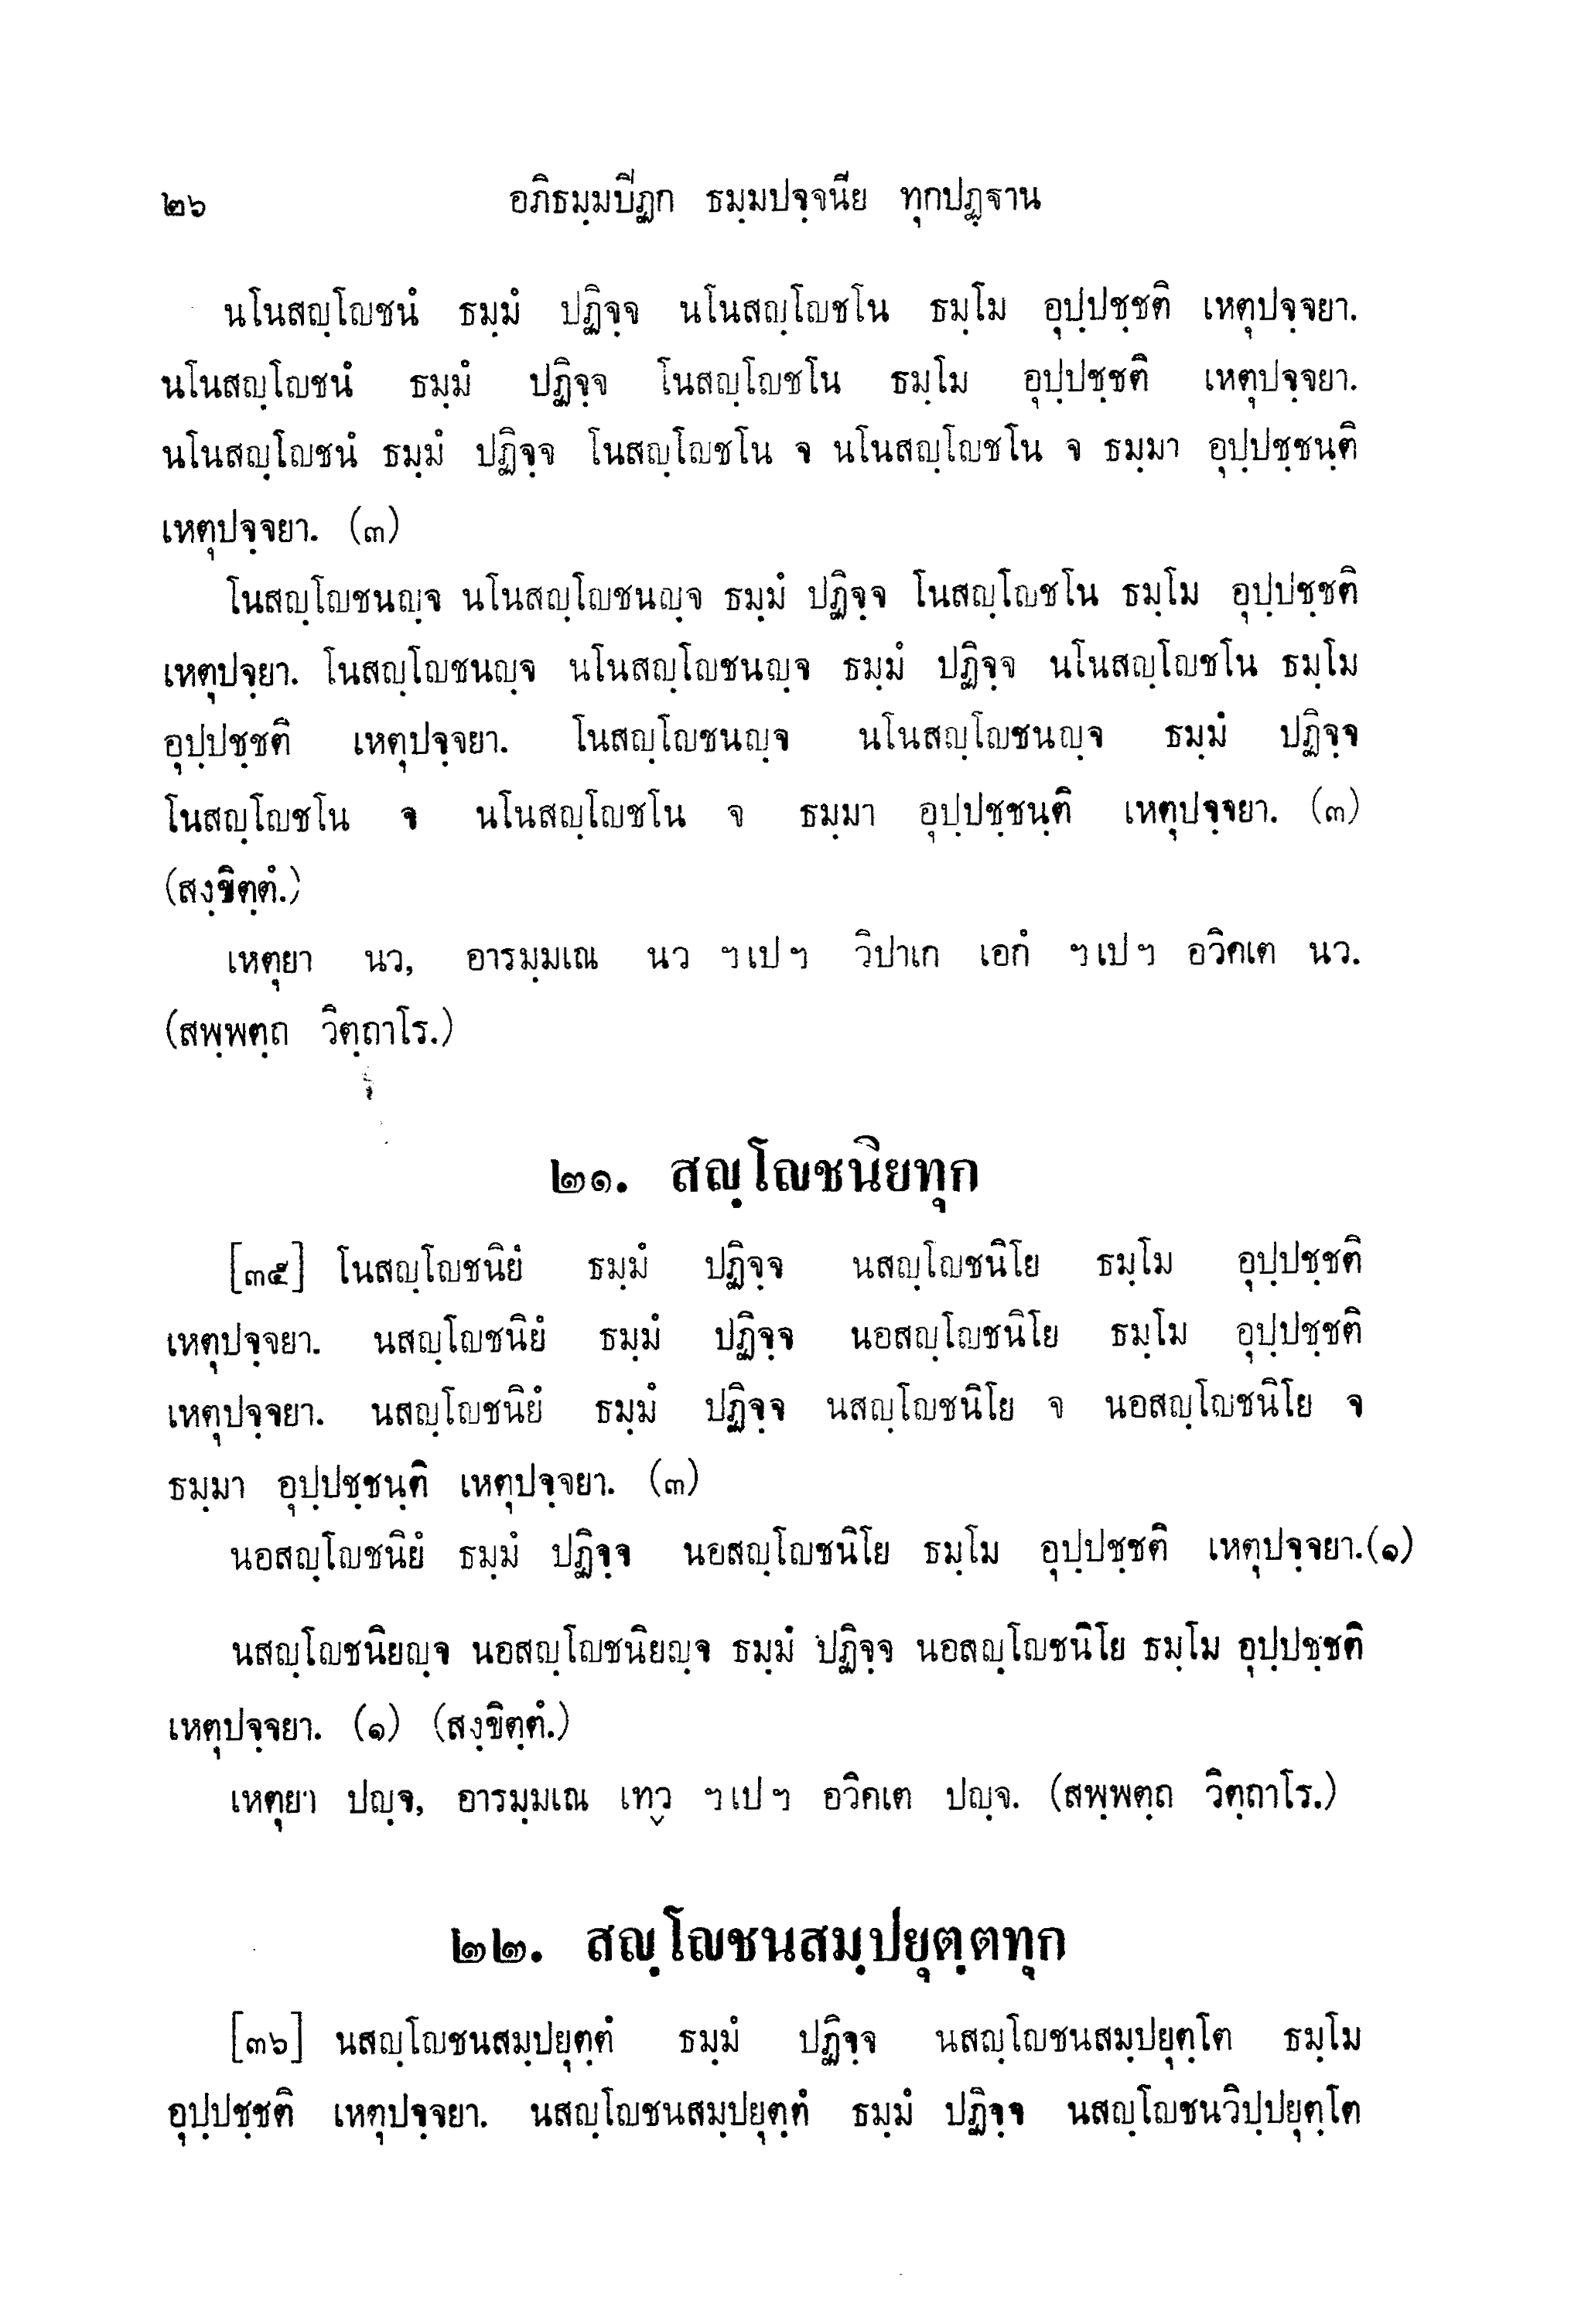 ๒๖ อภิธมฺมปีฏก ธมฺมปจฺจนีย ทุกปฏฺฐาน
นโนสญฺโญชนํ ธมฺมํ ปฏิจฺจ นโนสญฺโญชโน ธมฺโม อุปฺปชฺชติ เหตุปจฺจยา.
นโนสญฺโญชนํ ธมฺมํ ปฏิจฺจ โนสญฺโญชโน ธมฺโม อุปฺปชฺชติ เหตุปจฺจยา.
นโนสญฺโญชนํ ธมฺมํ ปฏิจฺจ โนสญฺโญชโน จ นโนสญฺโญชโน จ ธมฺมา อุปฺปชฺชนฺติ
เหตุปจฺจยา. (๓)
โนสญฺโญชนญฺจ นโนสญฺโญชนญฺจ ธมฺมํ ปฏิจฺจ โนสญฺโญชโน ธมฺโม อุปฺปชฺชติ
เหตุปจฺยา. โนสญฺโญชนญฺจ นโนสญฺโญชนญฺจ ธมฺมํ ปฏิจฺจ นโนสญฺโญชโน ธมฺโม
อุปฺปชฺชติ เหตุปจฺจยา. โนสญฺโญชนญฺจ นโนสญฺโญชนญฺจ ธมฺมํ ปฏิจฺจ
โนสญฺโญชโน จ นโนสญฺโญชโน จ ธมฺมา อุปฺปชฺชนฺติ เหตุปจฺจยา. (๓)
(สงฺขิตฺตํ.)
เหตุยา นว, อารมฺมเณ นว ฯเปฯ วิปาเก เอกํ ฯเปฯ อวิคเต นว.
(สพฺพตฺถ วิตฺถาโร.)
๒๑. สญฺโญชนิยทุก
[๓๕] โนสญฺโญชนิยํ ธมฺมํ ปฏิจฺจ นสญฺโญชนิโย ธมฺโม อุปฺปชฺชติ
เหตุปจฺจยา. นสญฺโญชนิยํ ธมฺมํ ปฏิจฺจ นอสญฺโญชนิโย ธมฺโม อุปฺปชฺชติ
เหตุปจฺจยา. นสญฺโญชนิยํ ธมฺมํ ปฏิจฺจ นสญฺโญชนิโย จ นอสญฺโญชนิโย จ
ธมฺมา อุปฺปชฺชนฺติ เหตุปจฺจยา. (๓)
นอสญฺโญชนิยํ ธมฺมํ ปฏิจฺจ นอสญฺโญชนิโย ธมฺโม อุปฺปชฺชติ เหตุปจฺจยา.(๑)
นสญฺโญชนิยญฺจ นอสญฺโญชนิยญฺจ ธมฺมํ ปฏิจฺจ นอสญฺโญชนิโย ธมฺโม อุปฺปชฺชติ
เหตุปจฺจยา. (๑) (สงฺขิตฺตํ.)
เหตุยา ปญฺจ, อารมฺมเณ เทฺว ฯเปฯ อวิคเต ปญฺจ. (สพฺพตฺถ วิตฺถาโร.)
๒๒. สญฺโญชนสมฺปยุตฺตทุก
[๓๖] นสญฺโญชนสมฺปยุตฺตํ ธมฺมํ ปฏิจฺจ นสญฺโญชนสมฺปยุตฺโต ธมฺโม
อุปฺปชฺชติ เหตุปจฺจยา. นสญฺโญชนสมฺปยุตฺตํ ธมฺมํ ปฏิจฺจ นสญฺโญชนวิปฺปยุตฺโต